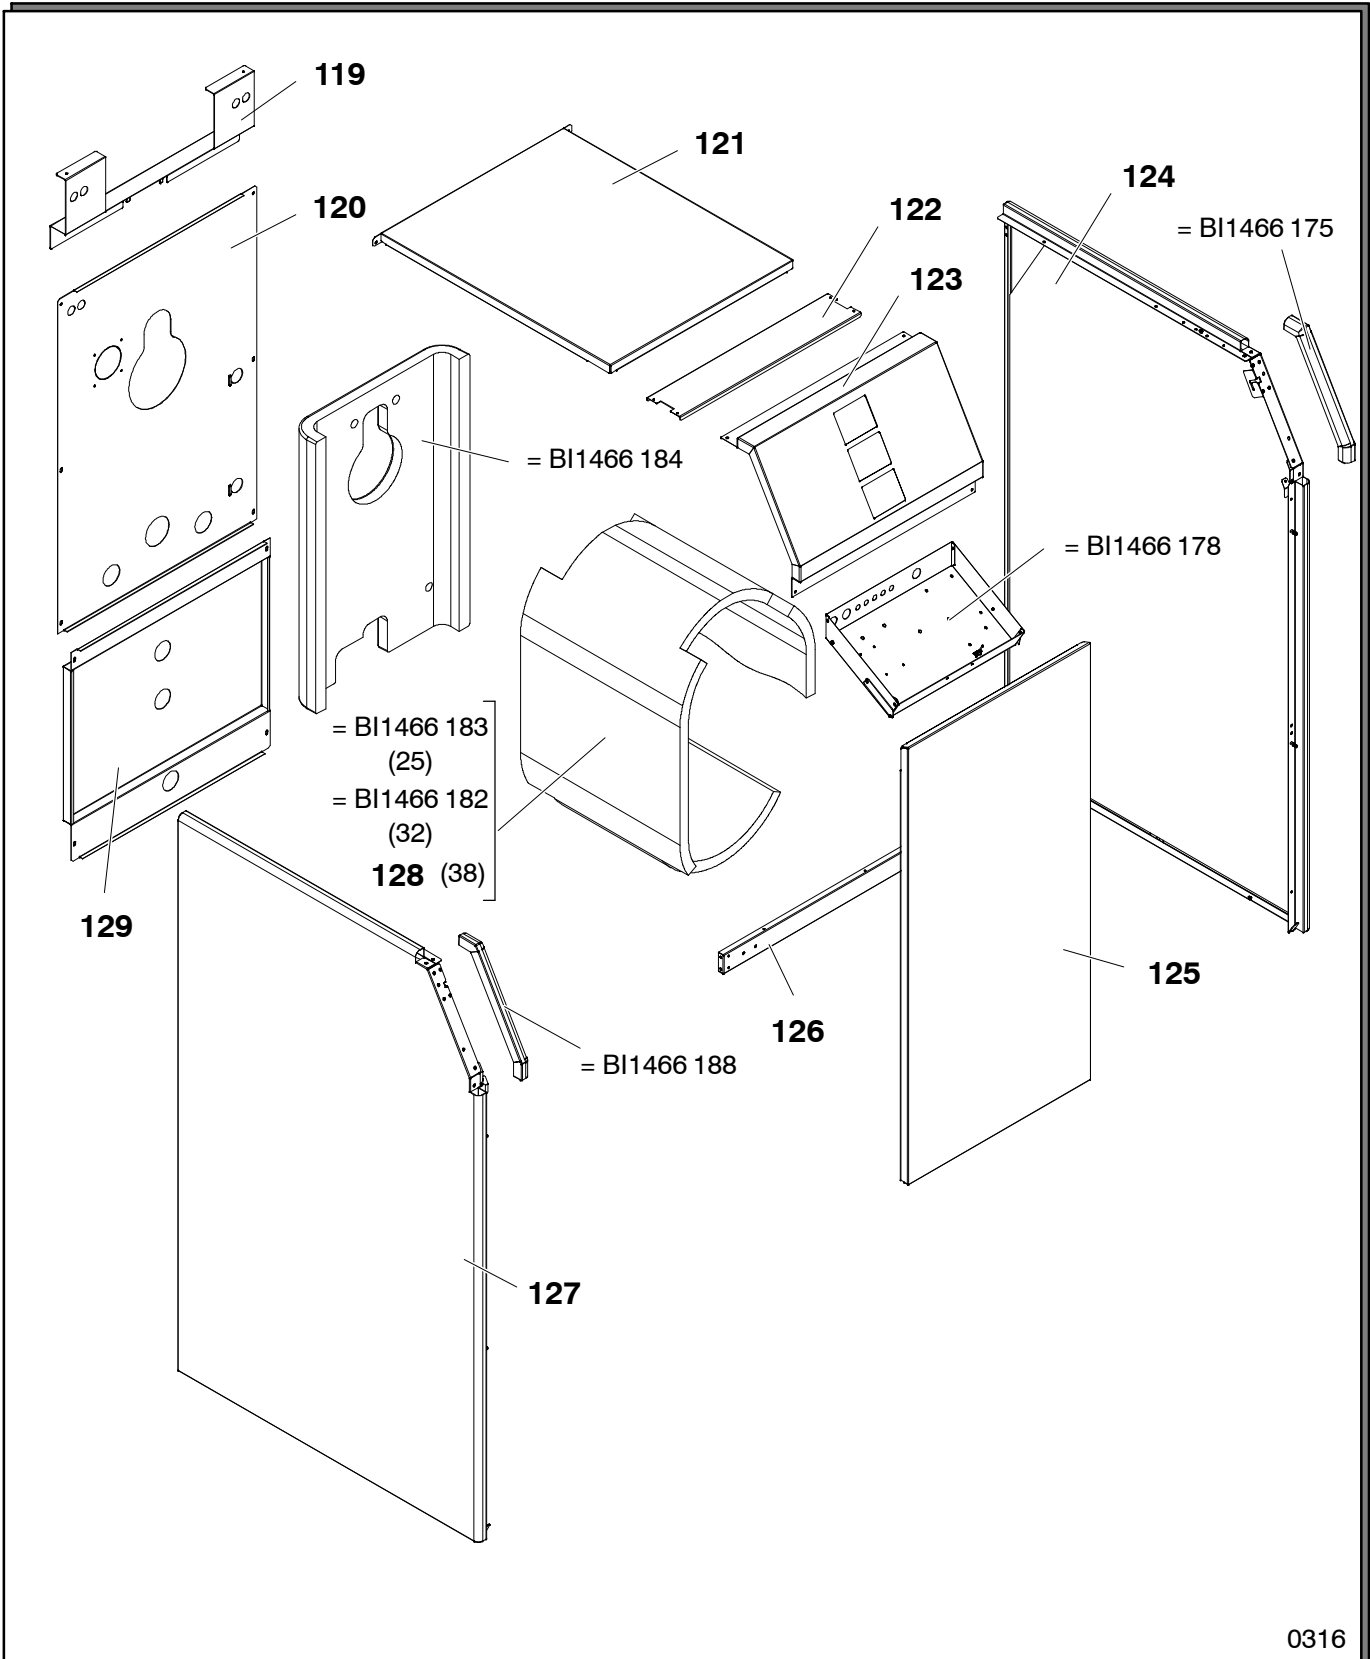 119
121
124
122
120
= BI1466 175
123
= BI1466 184
= BI1466 178
= BI1466 183
(25)
= BI1466 182
(32)
128 (38)
129
125
126
= BI1466 188
127
0316